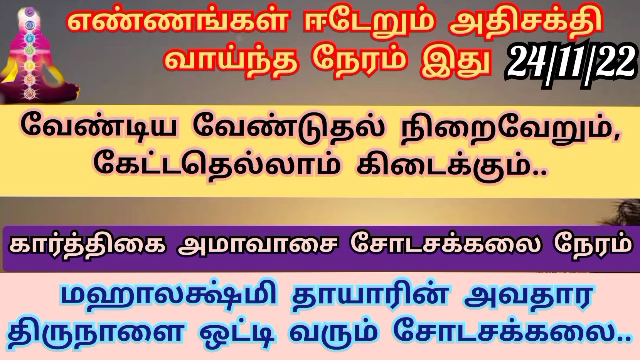 எண்ணங்கள் ஈடேறும் அதிசக்தி
வாய்ந்த நேரம் இது 24/11/22
வேண்டிய வேண்டுதல் நிறைவேறும்,
கேட்டதெல்லாம் கிடைக்கும்..
கார்த்திகை அமாவாசை சோடசக்கலை நேரம்
மஹாலக்ஷ்மி தாயாரின் அவதார
திருநாளை ஒட்டி வரும் சோடசக்கலை..